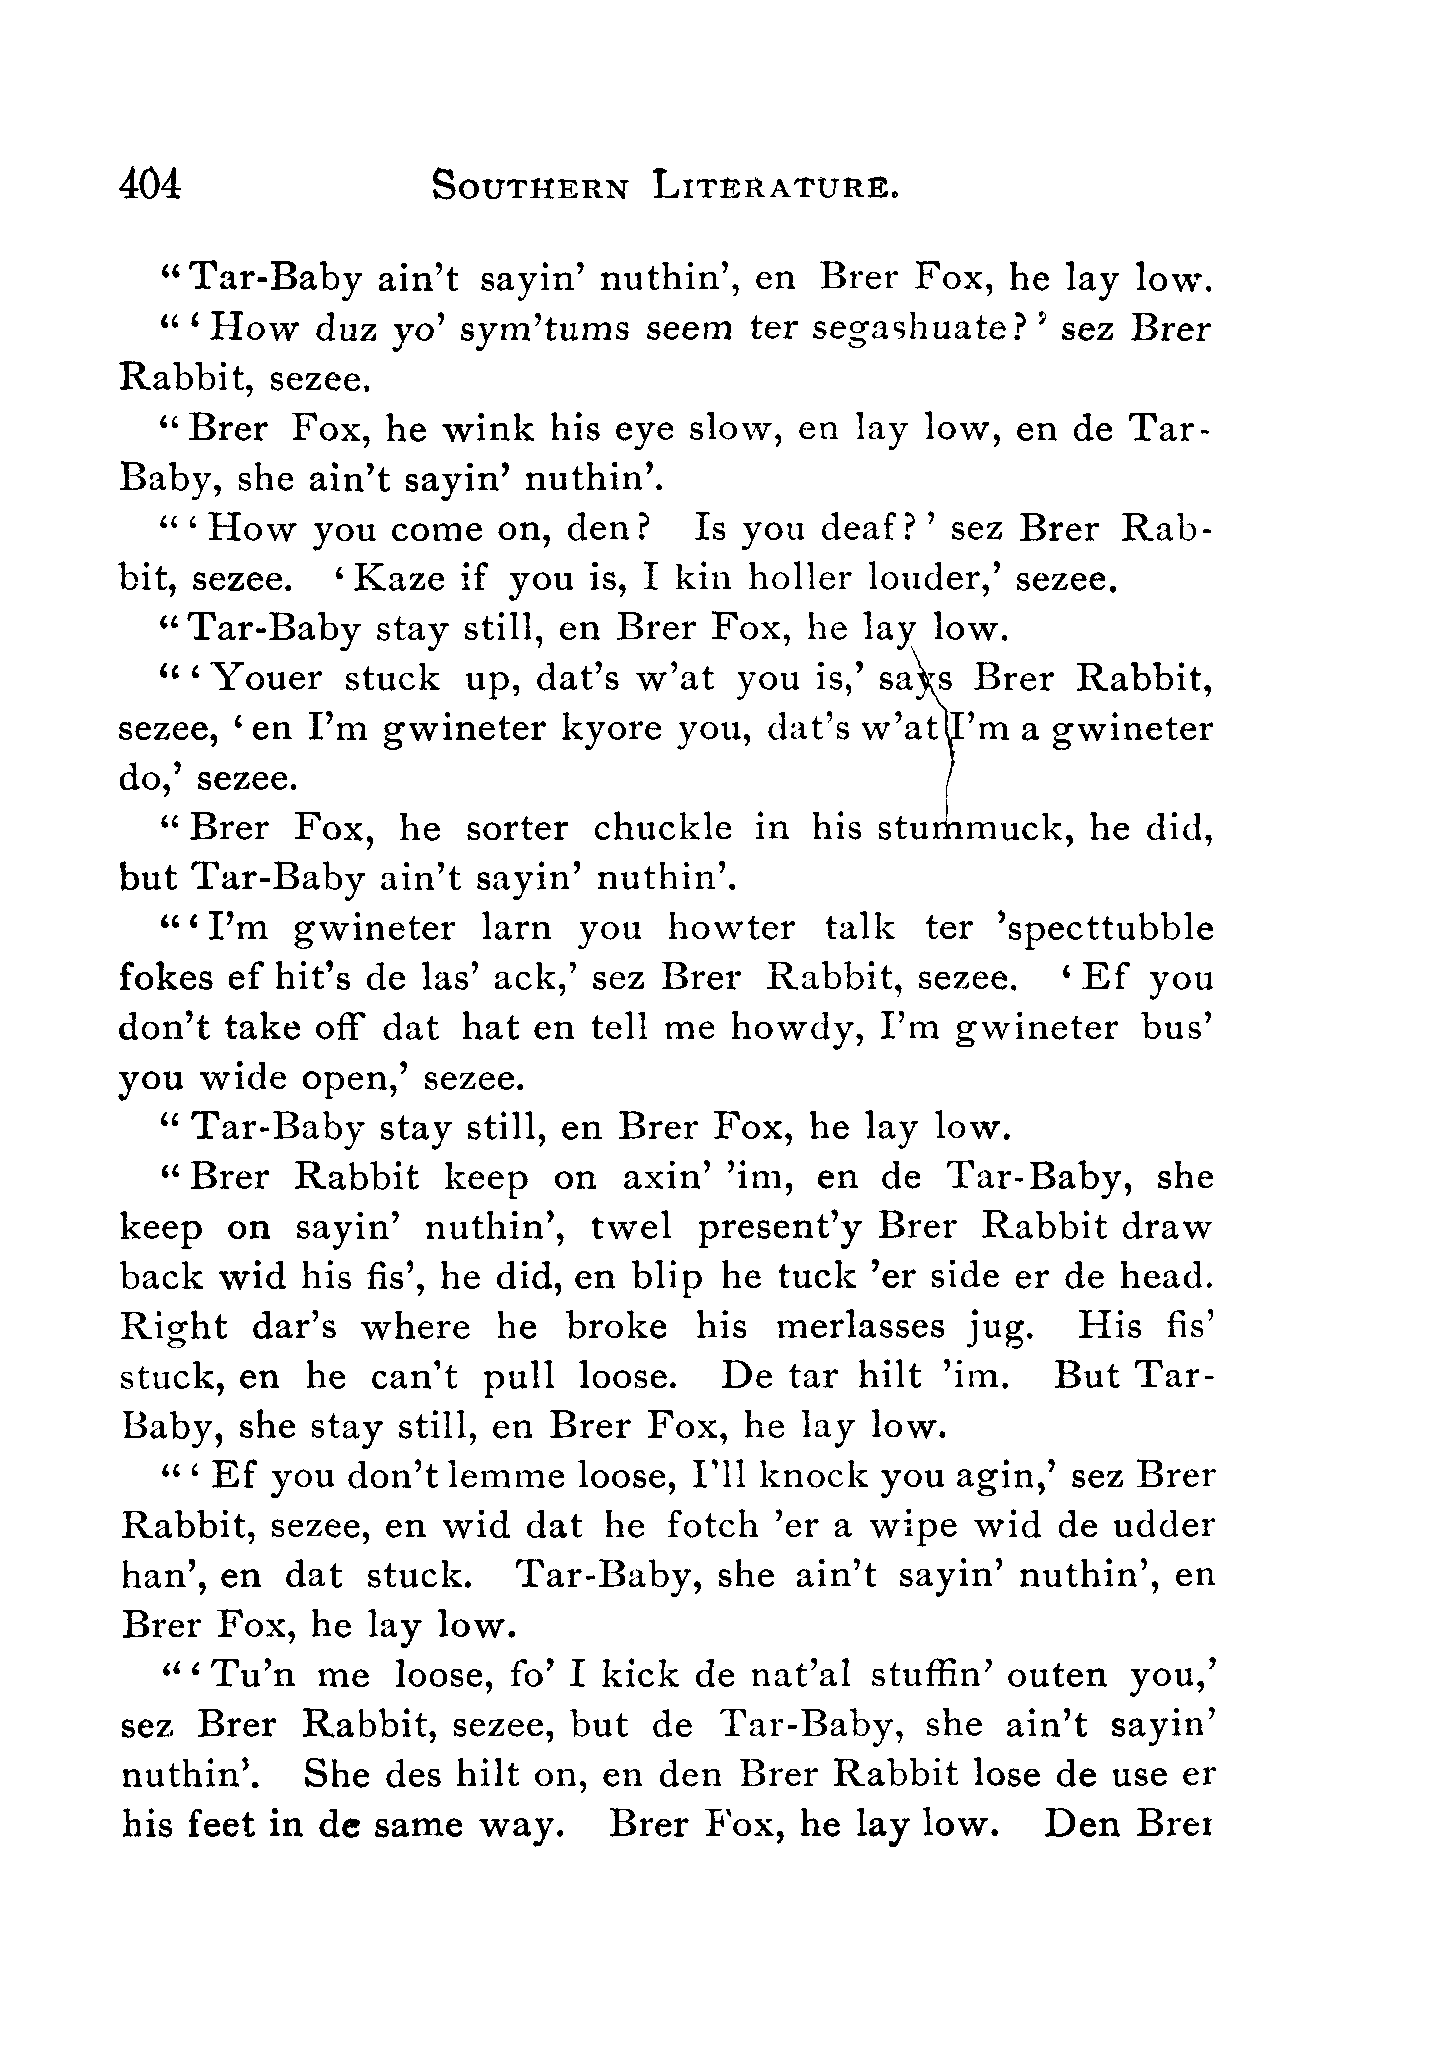 404 SOUTHERN LITERATURE.
“Tar-Baby ain’t sayin’ nuthin’, en Brer Fox, he lay low.
“‘How duz yo’ sym’tums seem ter segashuate?’ sez Brer
Rabbit, sezee.
“Brer Fox, he wink his eye slow, en lay low, en de Tar-
Baby, she ain’t sayin’ nuthin’.
“‘How you come on, den? Is you deaf?’ sez Brer Rab-
bit, sezee. ‘Kaze if you is, I kin holler louder,’ sezee.
“Tar-Baby stay still, en Brer Fox, he lay low.
“‘Youer stuck up, dat’s w’at you is,’ says Brer Rabbit,
sezee, ‘en I’m gwineter kyore you, dat’s w’at I’m a gwineter
do,’ sezee.
“Brer Fox, he sorter chuckle in his stummuck, he did,
but Tar-Baby ain’t sayin’ nuthin’.
“‘I’m gwineter larn you howter talk ter ’specttubble
fokes ef hit’s de las’ ack,’ sez Brer Rabbit, sezee. ‘Ef you
don’t take off dat hat en tell me howdy, I’m gwineter bus’
you wide open,’ sezee.
“Tar-Baby stay still, en Brer Fox, he lay low.
“Brer Rabbit keep on axin’ ’im, en de Tar-Baby, she
keep on sayin’ nuthin’, twel present’y Brer Rabbit draw
back wid his fis’, he did, en blip he tuck ’er side er de head.
Right dar’s where he broke his merlasses jug. His fis’
stuck, en he can’t pull loose. De tar hilt ’im. But Tar-
Baby, she stay still, en Brer Fox, he lay low.
“‘Ef you don’t lemme loose, I’ll knock you agin,’ sez Brer
Rabbit, sezee, en wid dat he fotch ’er a wipe wid de udder
han’, en dat stuck. Tar-Baby, she ain’t sayin’ nuthin’, en
Brer Fox, he lay low.
“‘Tu’n me loose, fo’ I kick de nat’al stuffin’ outen you,’
sez Brer Rabbit, sezee, but de Tar-Baby, she ain’t sayin’
nuthin’. She des hilt on, en den Brer Rabbit lose de use er
his feet in de same way. Brer Fox, he lay low. Den Brer